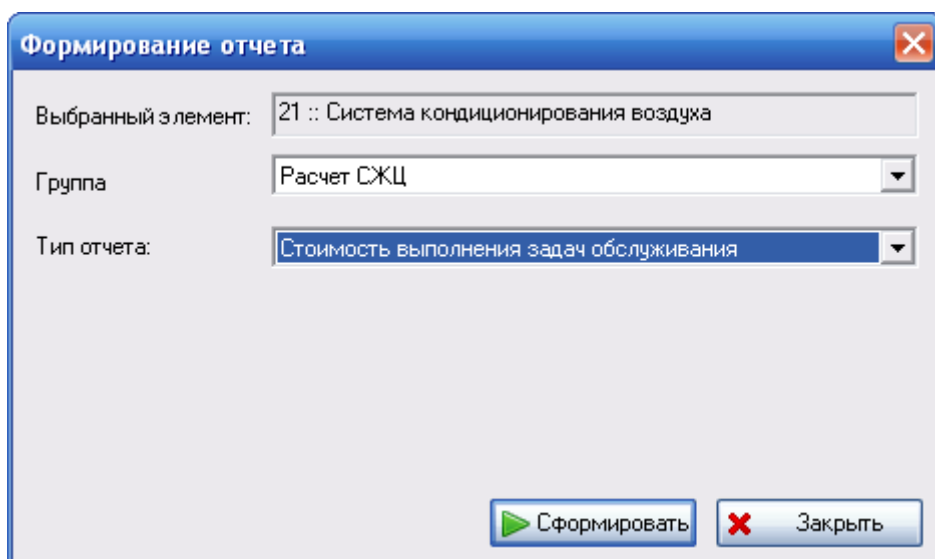 Формирование отчета
Выбранный элемент: 21 :: Система кондиционирования воздуха
Группа Расчет СЖЦ
Тип отчета: Стоимость выполнения задач обслуживания
Сформировать Закрыть